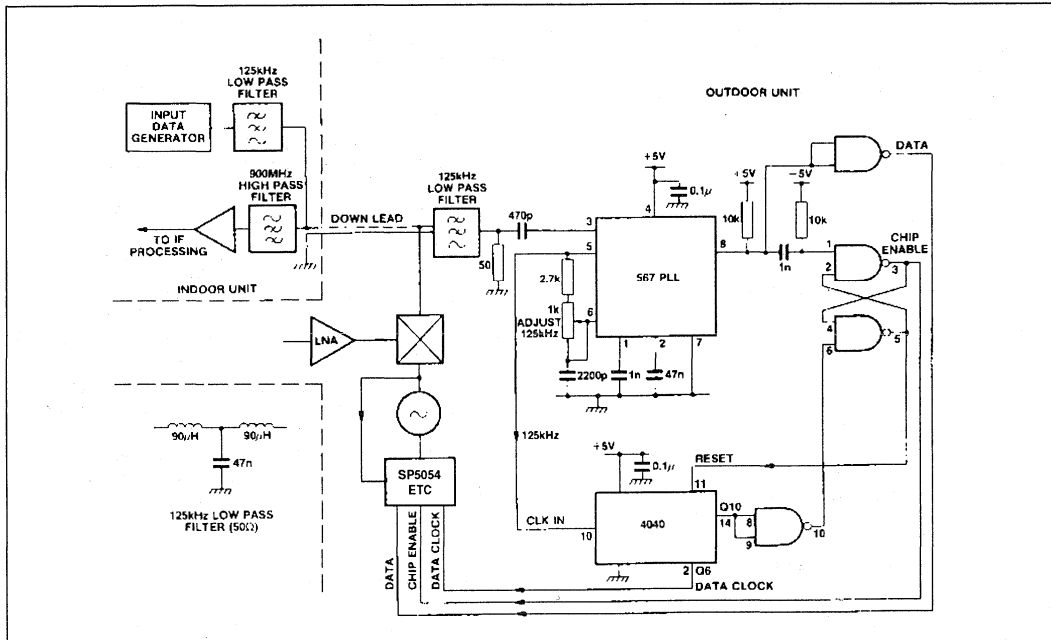 125kHz
LOW PASS
FILTER
INPUT
DATA
GENERATOR
900MHz
HIGH PASS
FILTER
TO IF
PROCESSING
INDOOR UNIT
DOWN LEAD
125kHz
LOW PASS
FILTER
470p
50
OUTDOOR UNIT
+5V
0.1μ
4
3
5
2.7k
1k
ADJUST
125kHz
6
567 PLL
8
1
2
7
2200p
1n
47n
+5V
10k
−5V
10k
1n
DATA
1
2
3
CHIP
ENABLE
4
5
6
LNA
SP5054
ETC
DATA
CHIP ENABLE
DATA CLOCK
125kHz
+5V
0.1μ
RESET
11
CLK IN
10
4040
Q10
14
8
9
10
2
Q6
DATA CLOCK
90μH
90μH
47n
125kHz LOW PASS
FILTER (50Ω)